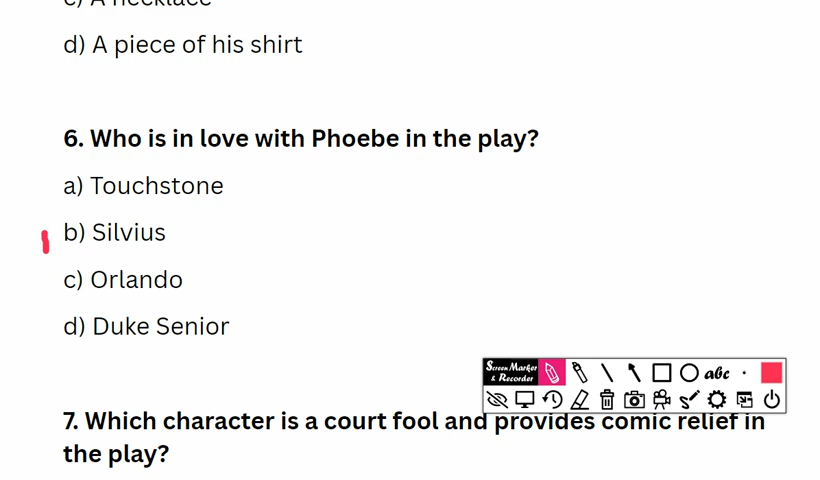 c) A necklace
d) A piece of his shirt
6. Who is in love with Phoebe in the play?
a) Touchstone
b) Silvius
c) Orlando
d) Duke Senior
Screen Marker
& Recorder
abc
7. Which character is a court fool and provides comic relief in
the play?